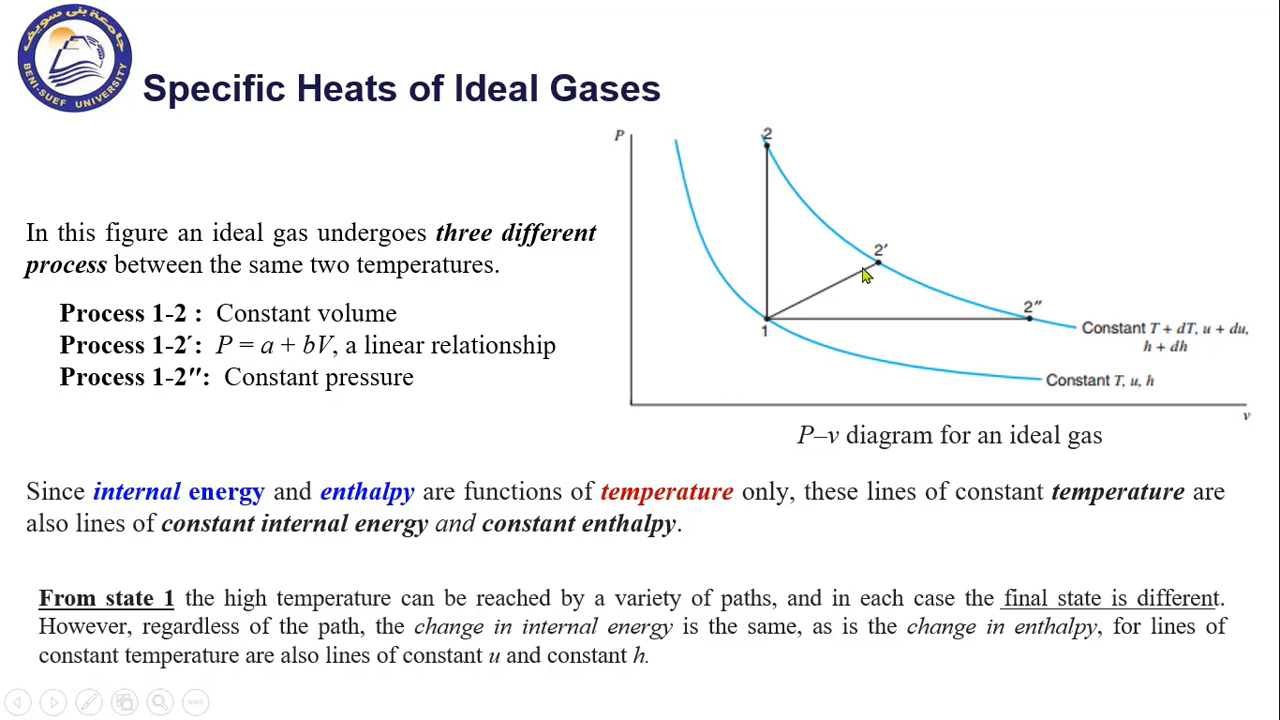 جامعة بنى سويف
BENI-SUEF UNIVERSITY
Specific Heats of Ideal Gases
In this figure an ideal gas undergoes three different
process between the same two temperatures.
Process 1-2 : Constant volume
Process 1-2′: P = a + bV, a linear relationship
Process 1-2″: Constant pressure
P
2
2′
2″
1
Constant T + dT, u + du,
h + dh
Constant T, u, h
v
P–v diagram for an ideal gas
Since internal energy and enthalpy are functions of temperature only, these lines of constant temperature are
also lines of constant internal energy and constant enthalpy.
From state 1 the high temperature can be reached by a variety of paths, and in each case the final state is different.
However, regardless of the path, the change in internal energy is the same, as is the change in enthalpy, for lines of
constant temperature are also lines of constant u and constant h.